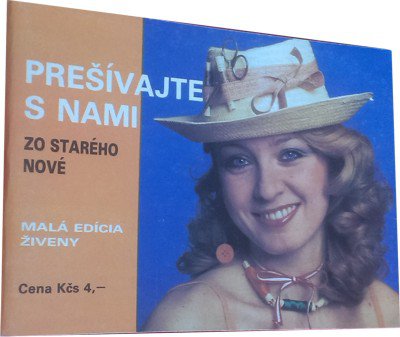 PREŠÍVAJTE
S NAMI
ZO STARÉHO
NOVÉ
MALÁ EDÍCIA
ŽIVENY
Cena Kčs 4,—